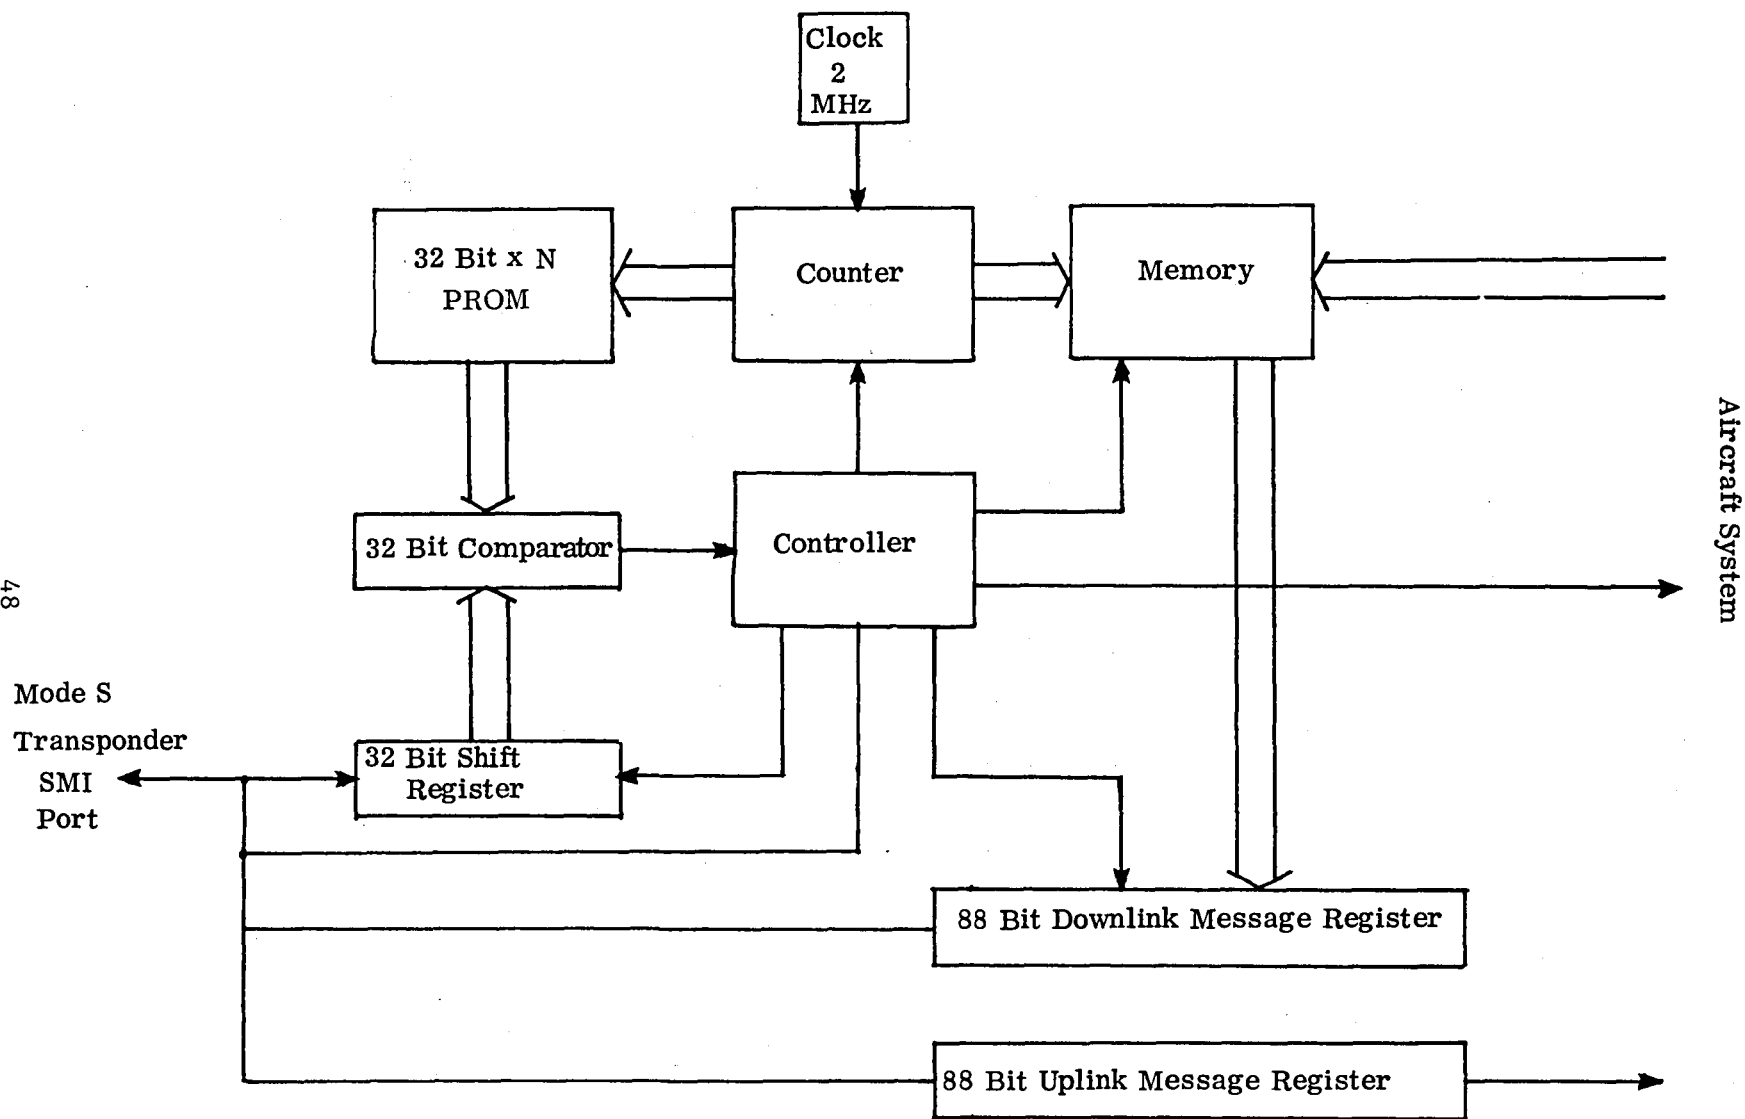 Clock
2
MHz
32 Bit x N
PROM
Counter
Memory
Aircraft System
32 Bit Comparator
Controller
48
Mode S
Transponder
SMI
Port
32 Bit Shift
Register
88 Bit Downlink Message Register
88 Bit Uplink Message Register